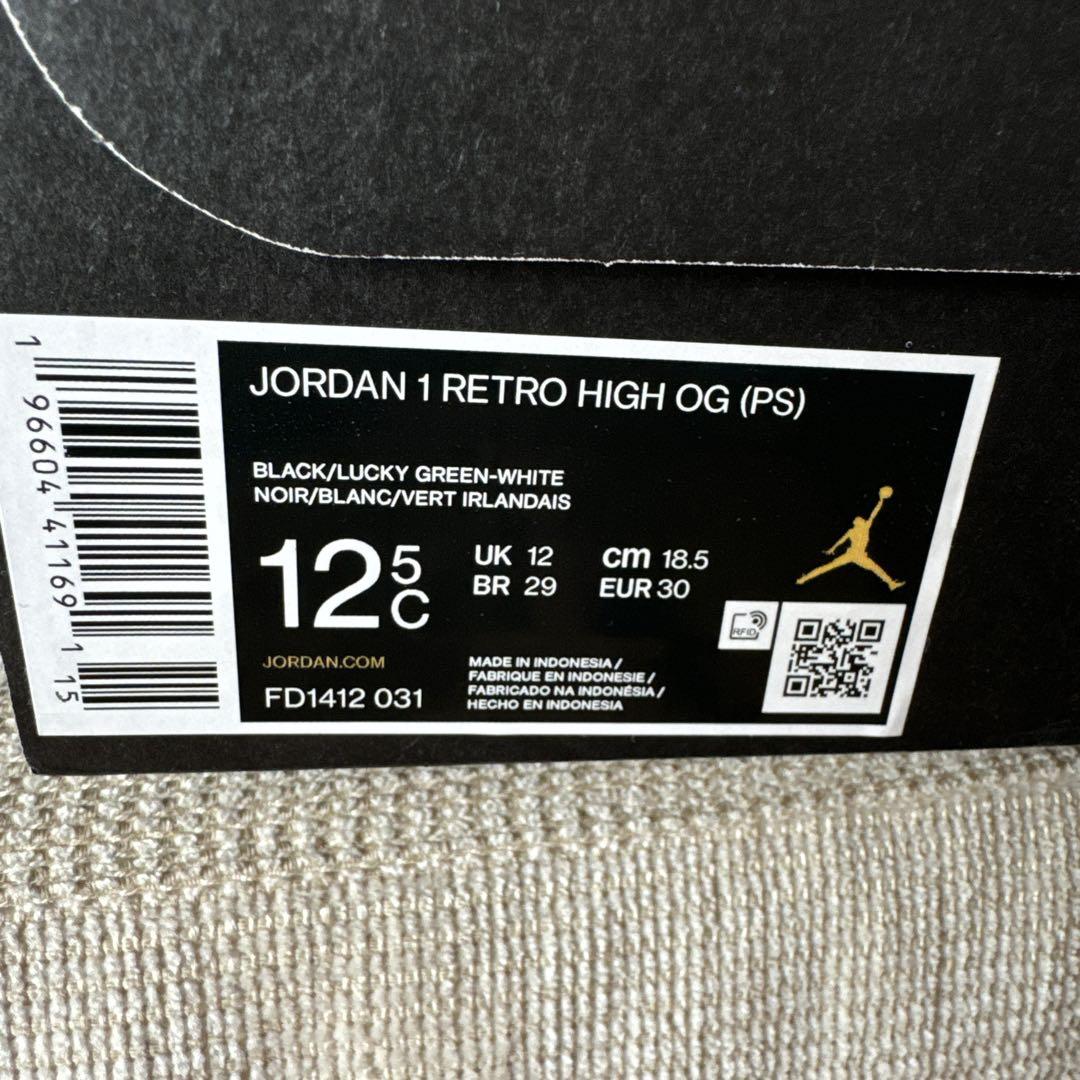 JORDAN 1 RETRO HIGH OG (PS)
BLACK/LUCKY GREEN-WHITE
NOIR/BLANC/VERT IRLANDAIS
12 5 C
UK 12 cm 18.5
BR 29 EUR 30
RFID
JORDAN.COM
FD1412 031
MADE IN INDONESIA /
FABRIQUE EN INDONESIE /
FABRICADO NA INDONÉSIA /
HECHO EN INDONESIA
1 96604 41169 1 15